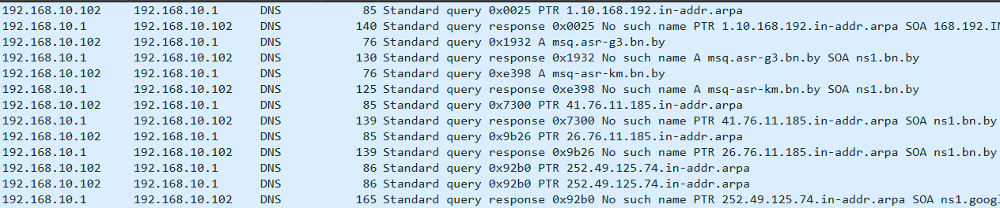 192.168.10.102 192.168.10.1 DNS 85 Standard query 0x0025 PTR 1.10.168.192.in-addr.arpa
192.168.10.1 192.168.10.102 DNS 140 Standard query response 0x0025 No such name PTR 1.10.168.192.in-addr.arpa SOA 168.192.IN
192.168.10.102 192.168.10.1 DNS 76 Standard query 0x1932 A msq.asr-g3.bn.by
192.168.10.1 192.168.10.102 DNS 130 Standard query response 0x1932 No such name A msq.asr-g3.bn.by SOA ns1.bn.by
192.168.10.102 192.168.10.1 DNS 76 Standard query 0xe398 A msq-asr-km.bn.by
192.168.10.1 192.168.10.102 DNS 125 Standard query response 0xe398 No such name A msq-asr-km.bn.by SOA ns1.bn.by
192.168.10.102 192.168.10.1 DNS 85 Standard query 0x7300 PTR 41.76.11.185.in-addr.arpa
192.168.10.1 192.168.10.102 DNS 139 Standard query response 0x7300 No such name PTR 41.76.11.185.in-addr.arpa SOA ns1.bn.by
192.168.10.102 192.168.10.1 DNS 85 Standard query 0x9b26 PTR 26.76.11.185.in-addr.arpa
192.168.10.1 192.168.10.102 DNS 139 Standard query response 0x9b26 No such name PTR 26.76.11.185.in-addr.arpa SOA ns1.bn.by
192.168.10.102 192.168.10.1 DNS 86 Standard query 0x92b0 PTR 252.49.125.74.in-addr.arpa
192.168.10.102 192.168.10.1 DNS 86 Standard query 0x92b0 PTR 252.49.125.74.in-addr.arpa
192.168.10.1 192.168.10.102 DNS 165 Standard query response 0x92b0 No such name PTR 252.49.125.74.in-addr.arpa SOA ns1.googl